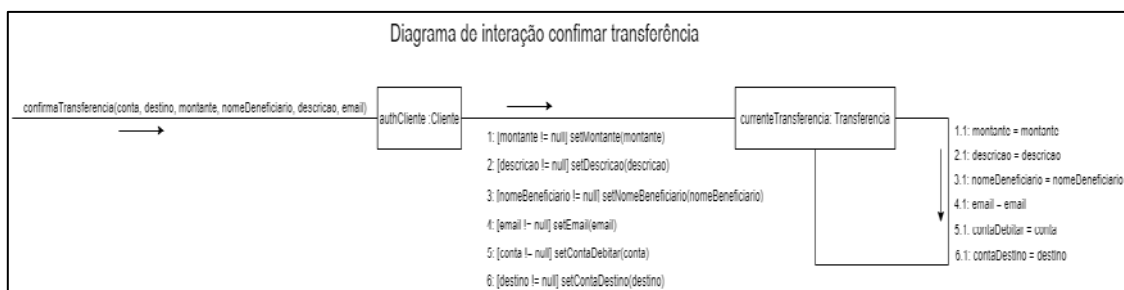 Diagrama de interação confimar transferência
confirmaTransferencia(conta, destino, montante, nomeBeneficiario, descricao, email)
authCliente :Cliente
1: [montante != null] setMontante(montante)
2: [descricao != null] setDescricao(descricao)
3: [nomeBeneficiario != null] setNomeBeneficiario(nomeBeneficiario)
4: [email != null] setEmail(email)
5: [conta != null] setContaDebitar(conta)
6: [destino != null] setContaDestino(destino)
currenteTransferencia: Transferencia
1.1: montante = montante
2.1: descricao = descricao
3.1: nomeBeneficiario = nomeBeneficiario
4.1: email = email
5.1: contaDebitar = conta
6.1: contaDestino = destino